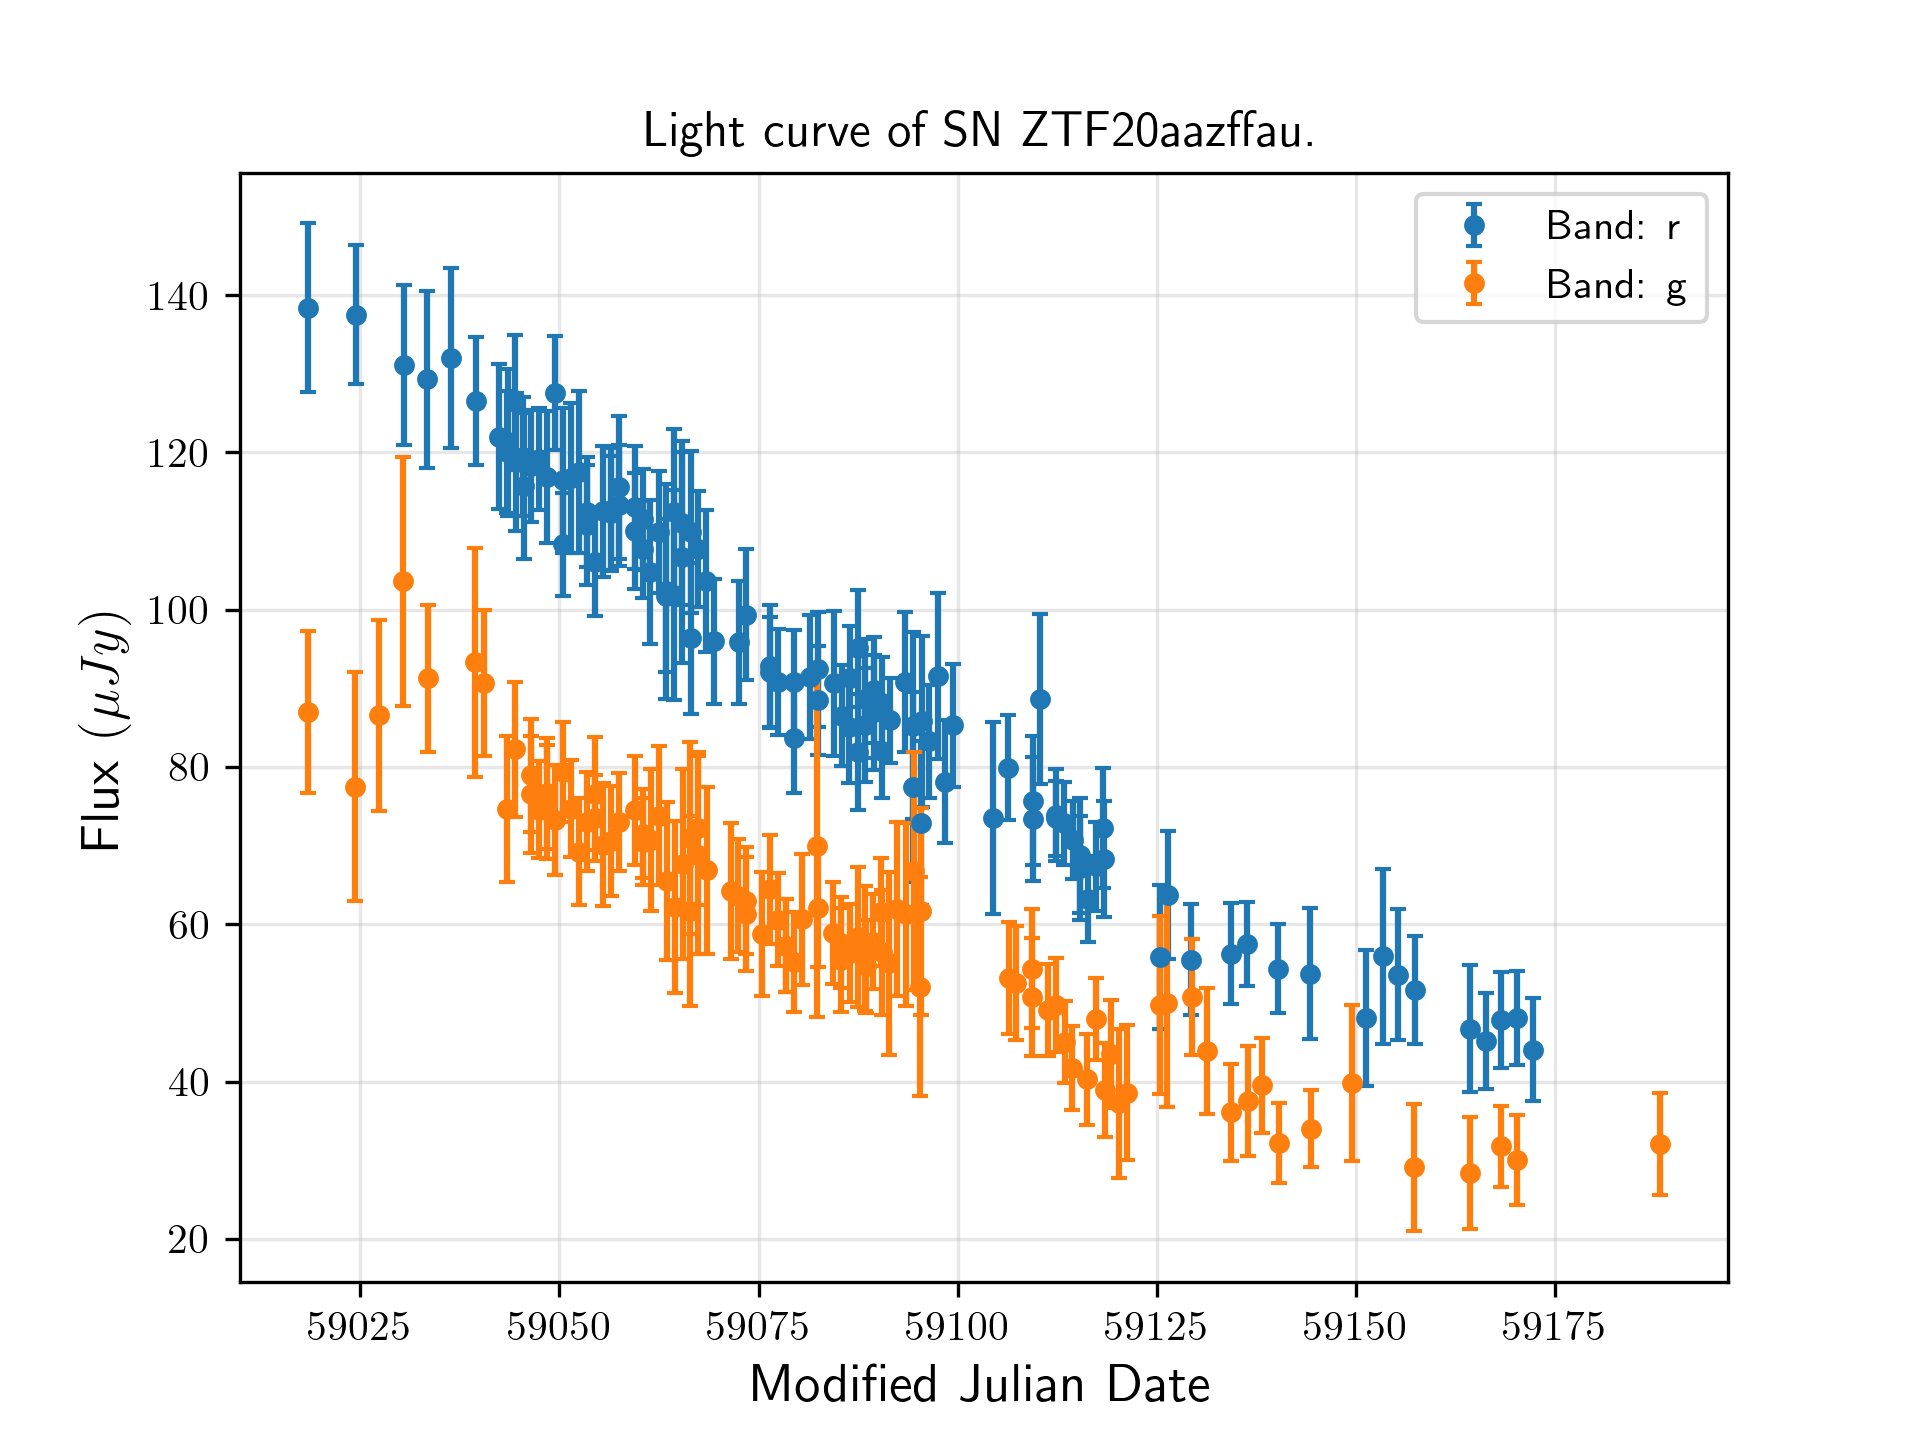 Light curve of SN ZTF20aazffau.
Band: r
Band: g
Flux (μJy)
140
120
100
80
60
40
20
59025 59050 59075 59100 59125 59150 59175
Modified Julian Date